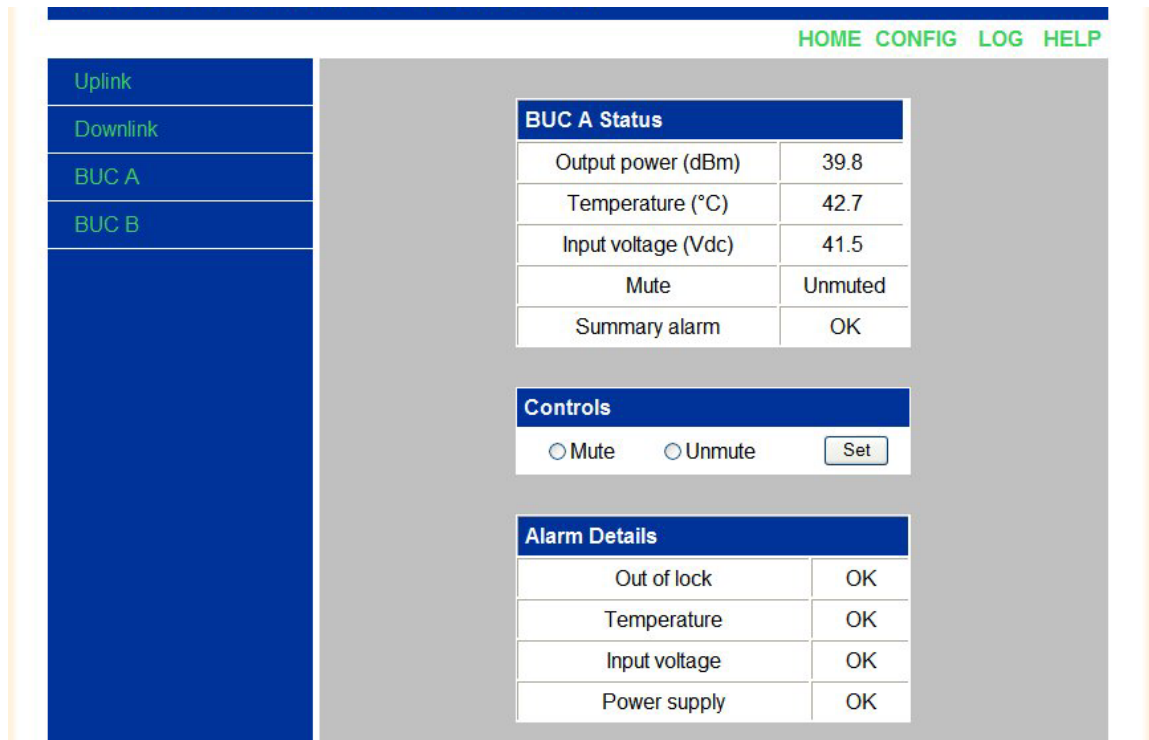 HOME CONFIG LOG HELP
Uplink
Downlink
BUC A
BUC B
BUC A Status
Output power (dBm) 39.8
Temperature (°C) 42.7
Input voltage (Vdc) 41.5
Mute Unmuted
Summary alarm OK
Controls
Mute Unmute Set
Alarm Details
Out of lock OK
Temperature OK
Input voltage OK
Power supply OK